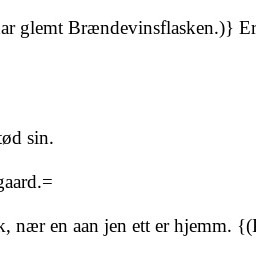 ar glemt Brændevinsflasken.)} Er
tød sin.
gaard.=
k, nær en aan jen ett er hjemm. {(